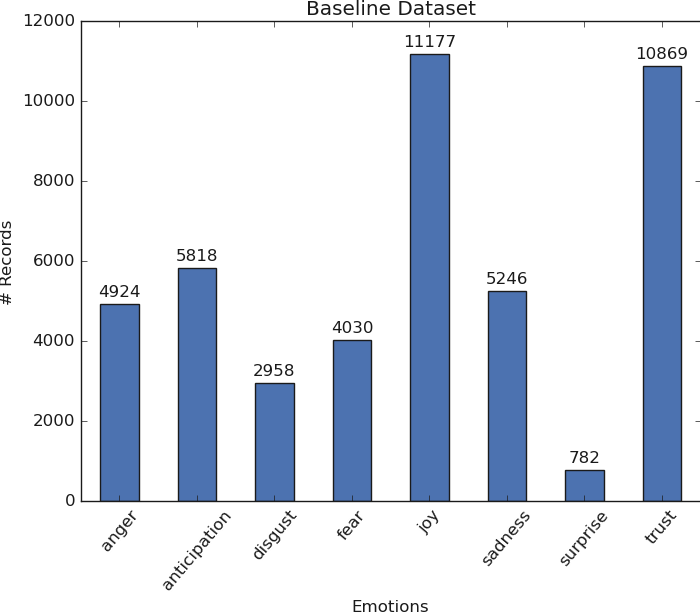 Baseline Dataset
12000
10000
8000
6000
4000
2000
0
# Records
4924
5818
2958
4030
11177
5246
782
10869
anger
anticipation
disgust
fear
joy
sadness
surprise
trust
Emotions